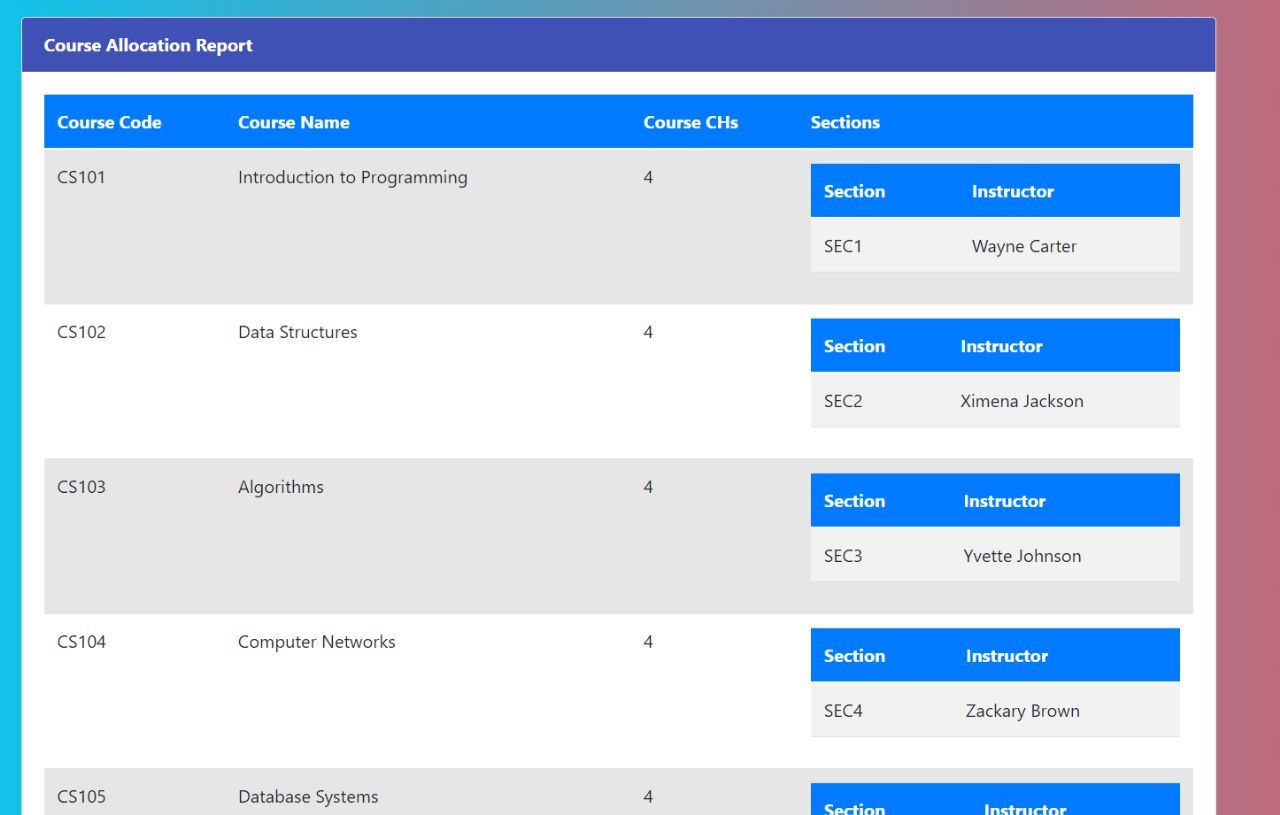 Course Allocation Report
Course Code Course Name Course CHs Sections
CS101 Introduction to Programming 4
Section Instructor
SEC1 Wayne Carter
CS102 Data Structures 4
Section Instructor
SEC2 Ximena Jackson
CS103 Algorithms 4
Section Instructor
SEC3 Yvette Johnson
CS104 Computer Networks 4
Section Instructor
SEC4 Zackary Brown
CS105 Database Systems 4
Section Instructor